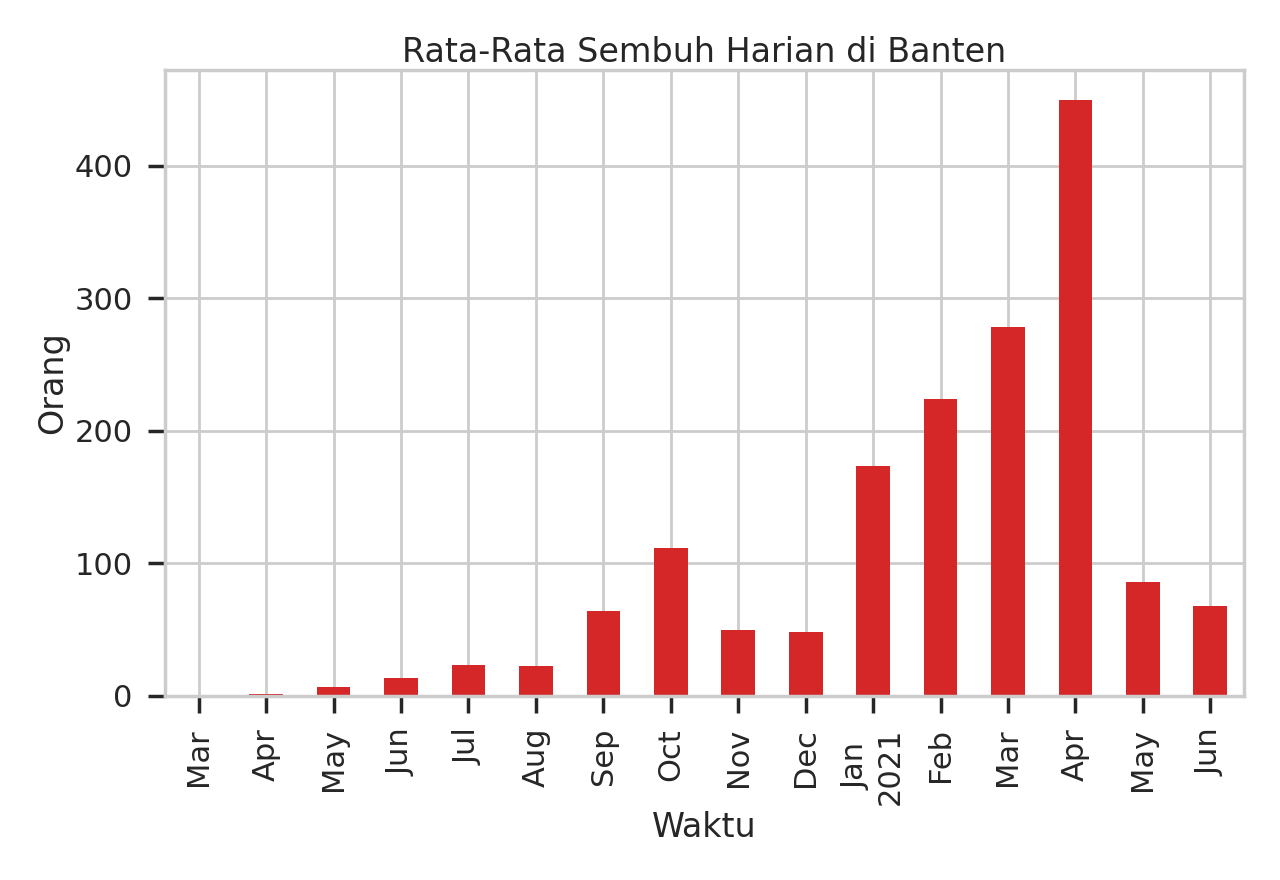 Rata-Rata Sembuh Harian di Banten
Orang
400
300
200
100
0
Mar
Apr
May
Jun
Jul
Aug
Sep
Oct
Nov
Dec
Jan
2021
Feb
Mar
Apr
May
Jun
Waktu